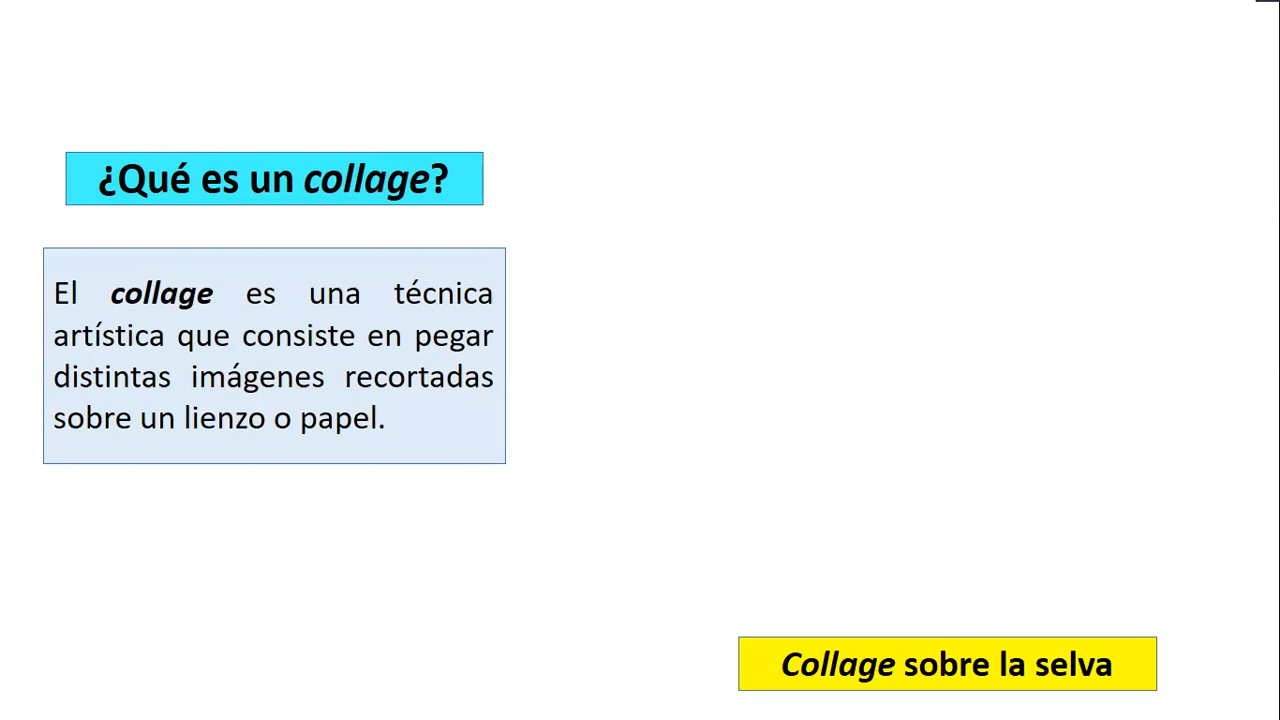 ¿Qué es un collage?
El collage es una técnica
artística que consiste en pegar
distintas imágenes recortadas
sobre un lienzo o papel.
Collage sobre la selva